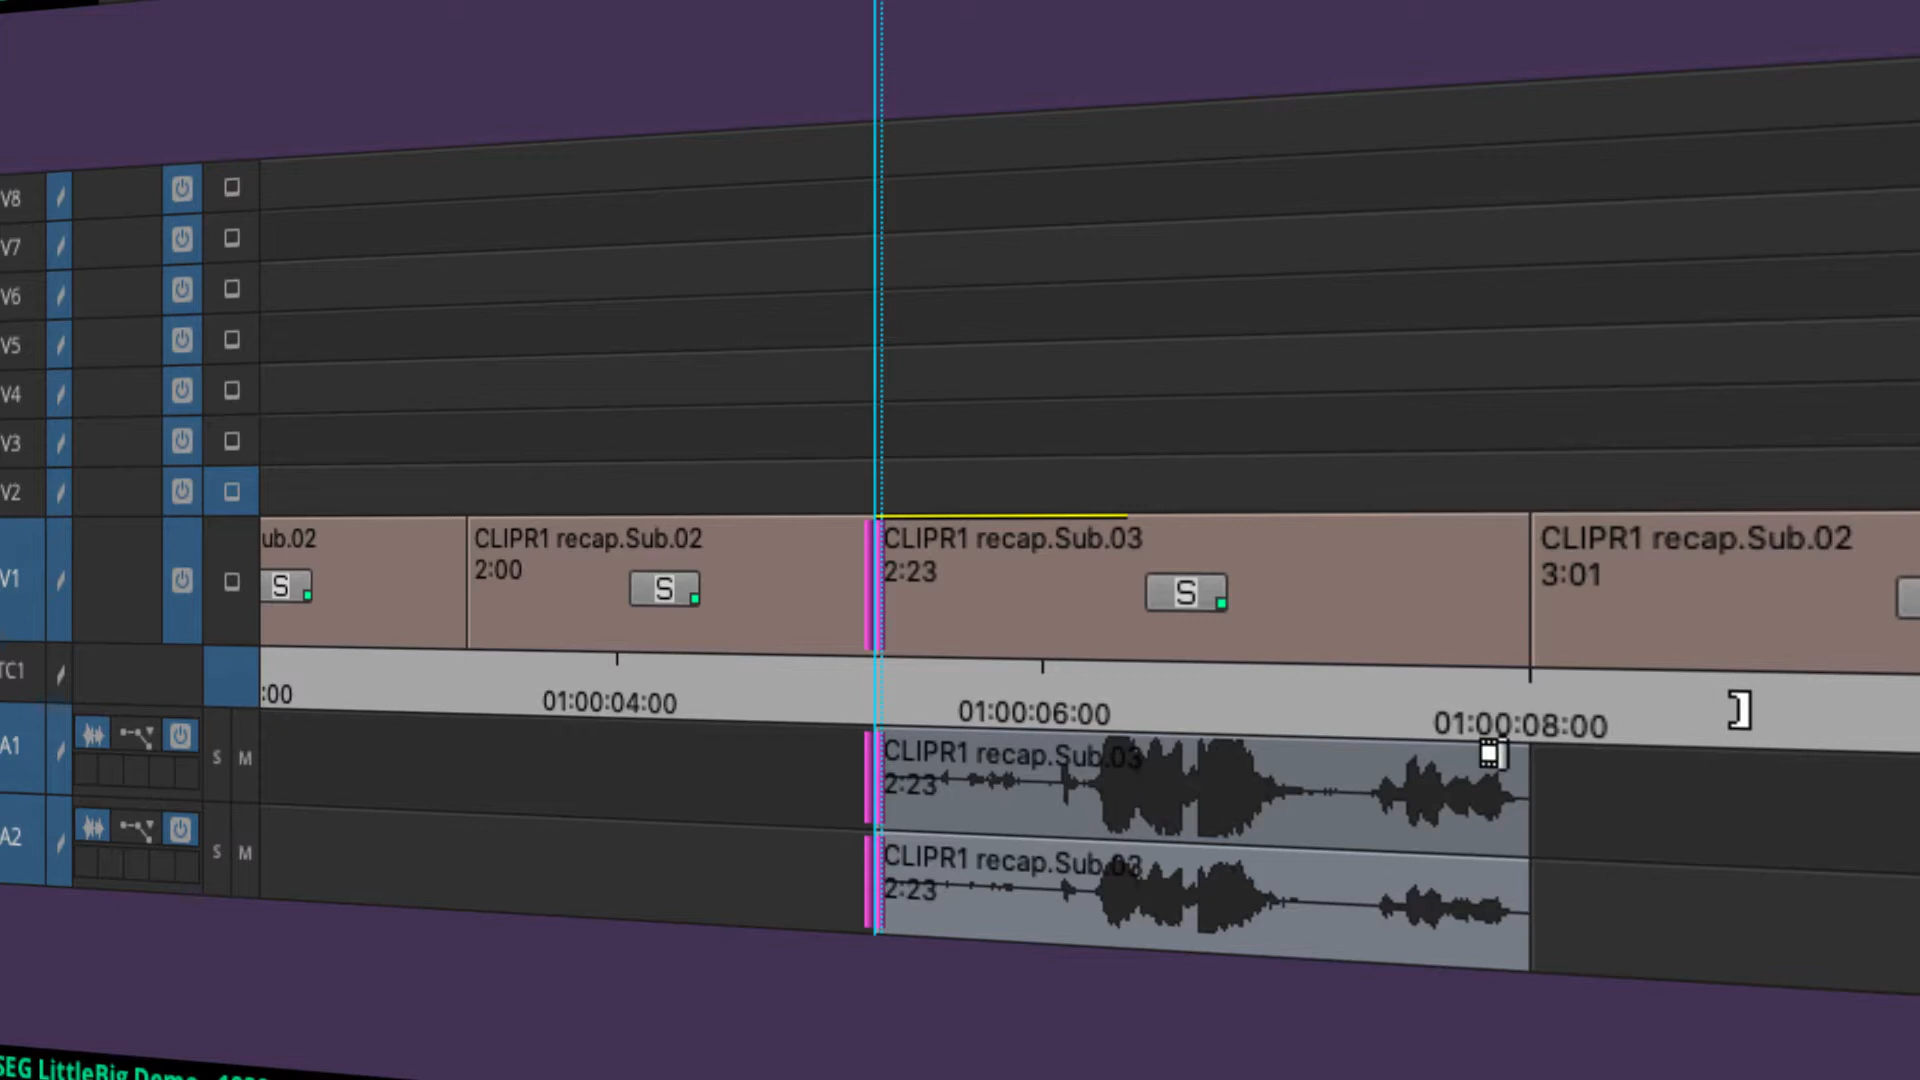 V8
V7
V6
V5
V4
V3
V2
V1
ub.02
S
CLIPR1 recap.Sub.02
2:00
S
CLIPR1 recap.Sub.03
2:23
S
CLIPR1 recap.Sub.02
3:01
TC1
:00
01:00:04:00
01:00:06:00
01:00:08:00
A1
S M
CLIPR1 recap.Sub.03
2:23
A2
S M
CLIPR1 recap.Sub.03
2:23
SEG LittleBig Demo